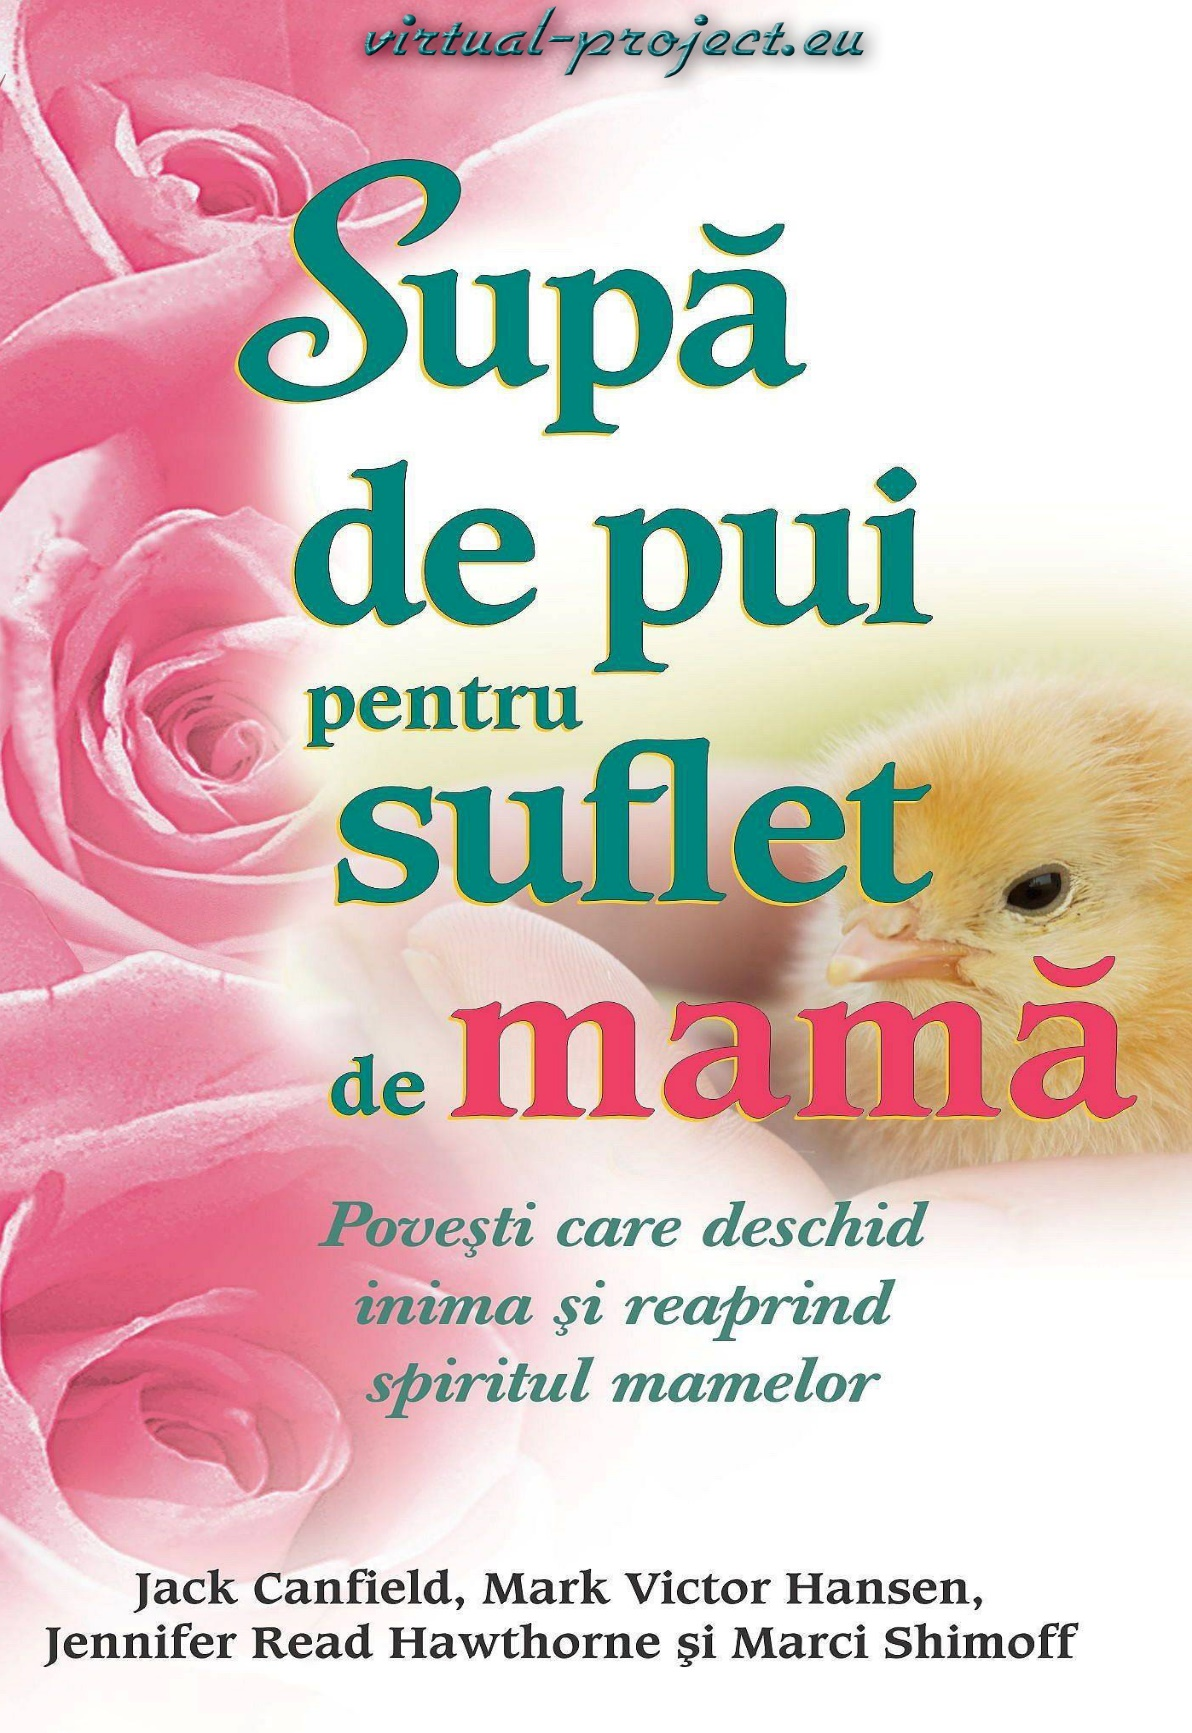 virtual-project.eu
Supă
de pui
pentru
suflet
de mamă
Poveşti care deschid
inima şi reaprind
spiritul mamelor
Jack Canfield, Mark Victor Hansen,
Jennifer Read Hawthorne şi Marci Shimoff